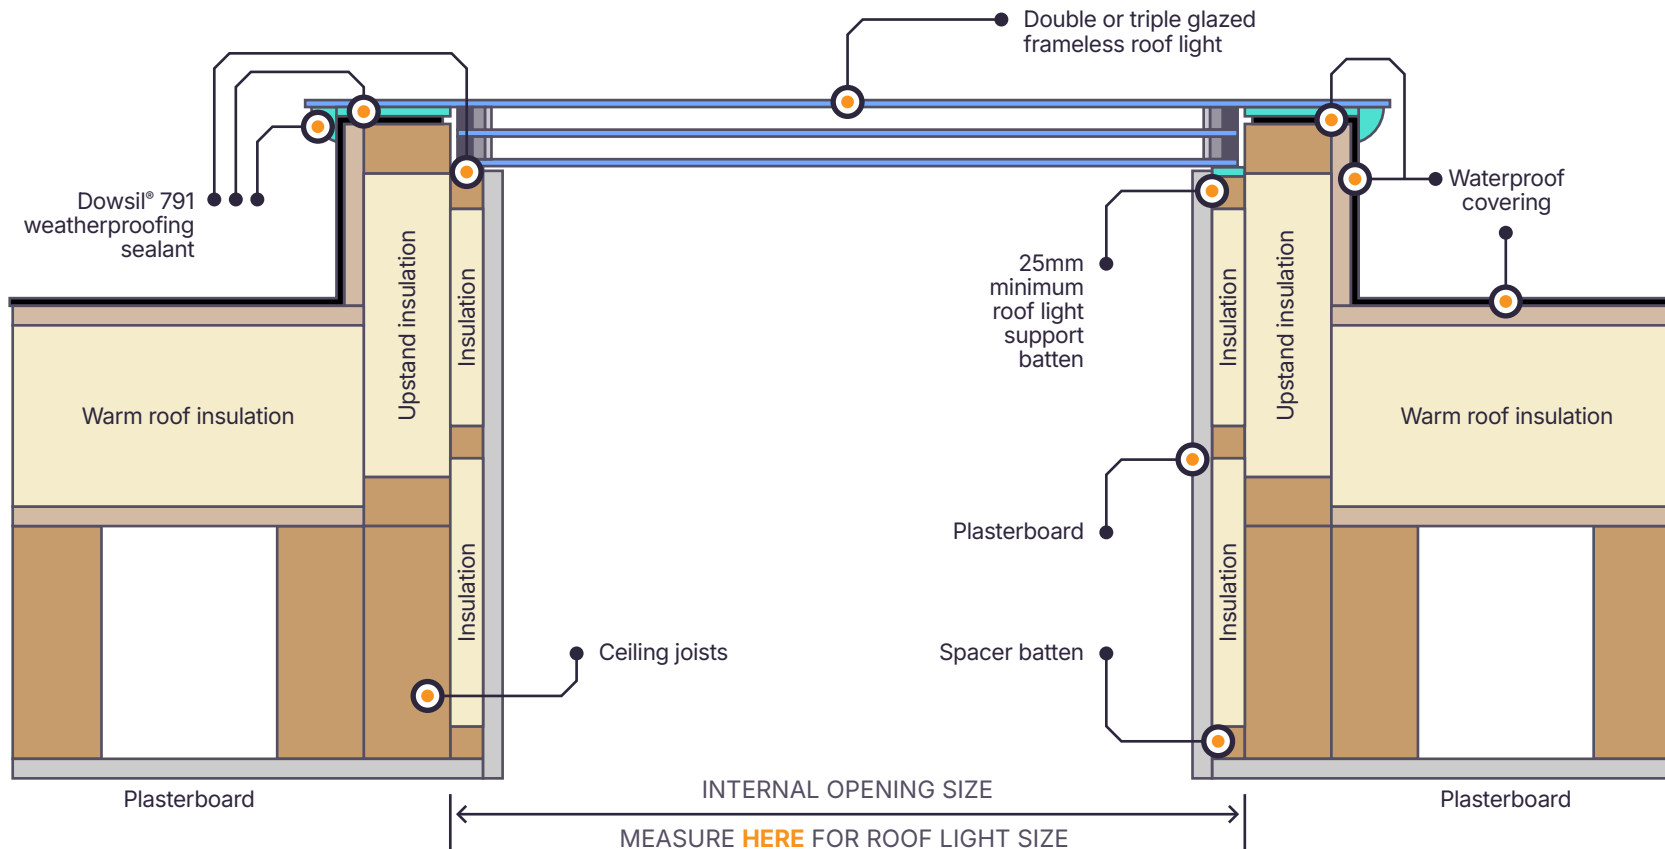 Double or triple glazed
frameless roof light
Dowsil® 791
weatherproofing
sealant
Waterproof
covering
25mm
minimum
roof light
support
batten
Upstand insulation
Insulation
Insulation
Upstand insulation
Warm roof insulation
Warm roof insulation
Plasterboard
Insulation
Insulation
Ceiling joists
Spacer batten
Plasterboard
Plasterboard
INTERNAL OPENING SIZE
MEASURE HERE FOR ROOF LIGHT SIZE